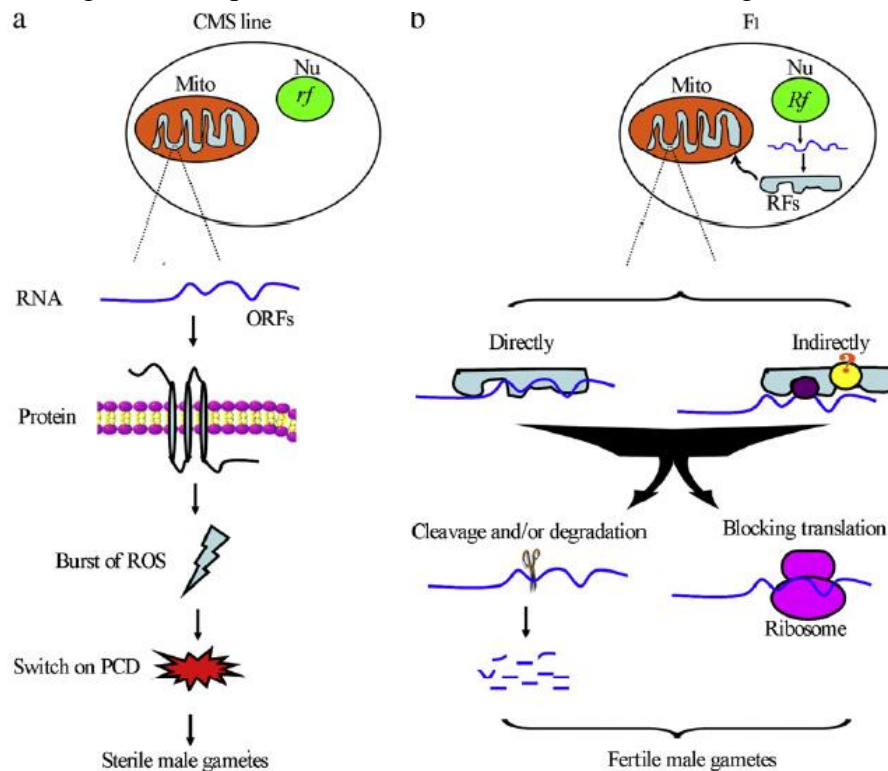 a
CMS line
Nu
rf
Mito
RNA
ORFs
Protein
Burst of ROS
Switch on PCD
Sterile male gametes
b
F1
Nu
Rf
Mito
RFs
Directly
Indirectly
?
Cleavage and/or degradation
Blocking translation
Ribosome
Fertile male gametes